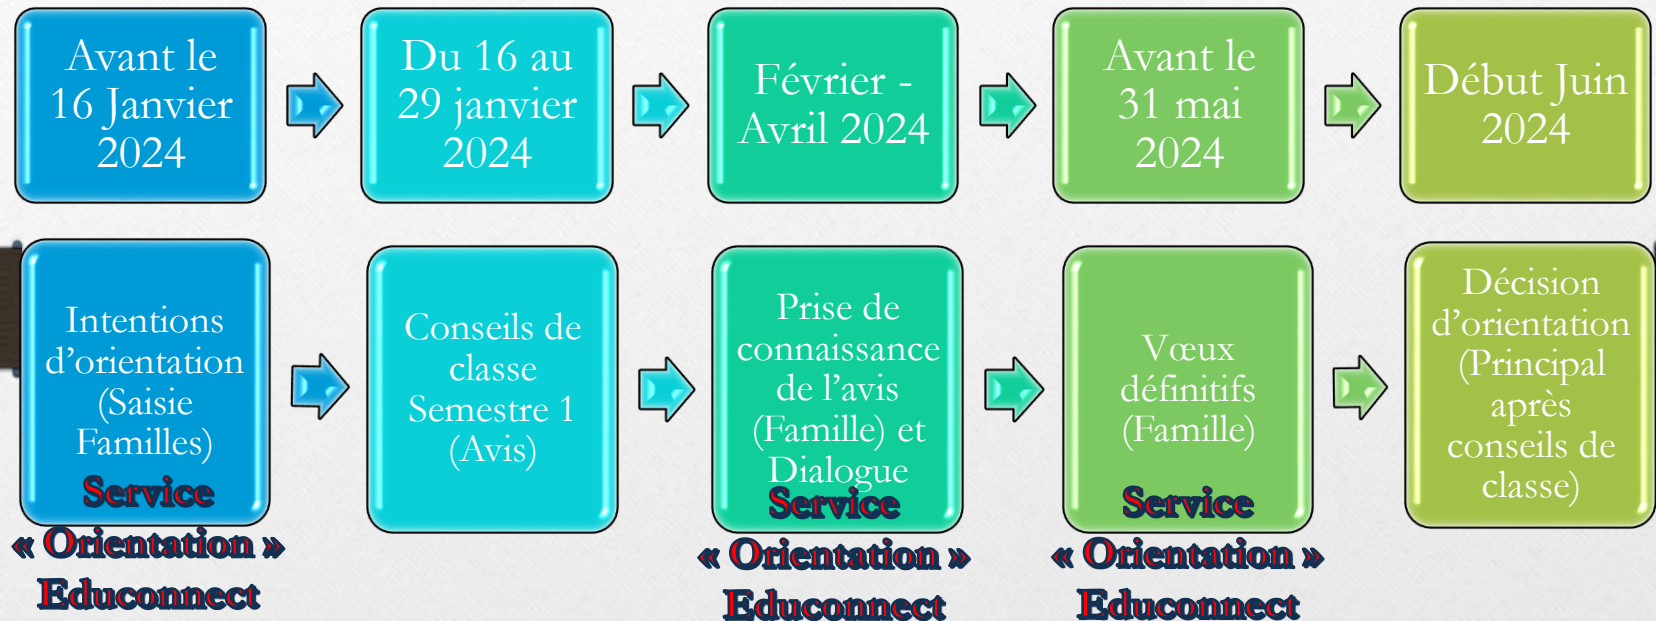 Avant le
16 Janvier
2024
Du 16 au
29 janvier
2024
Février -
Avril 2024
Avant le
31 mai
2024
Début Juin
2024
Intentions
d’orientation
(Saisie
Familles)
Service
« Orientation »
Educonnect
Conseils de
classe
Semestre 1
(Avis)
Prise de
connaissance
de l’avis
(Famille) et
Dialogue
Service
« Orientation »
Educonnect
Vœux
définitifs
(Famille)
Service
« Orientation »
Educonnect
Décision
d’orientation
(Principal
après
conseils de
classe)